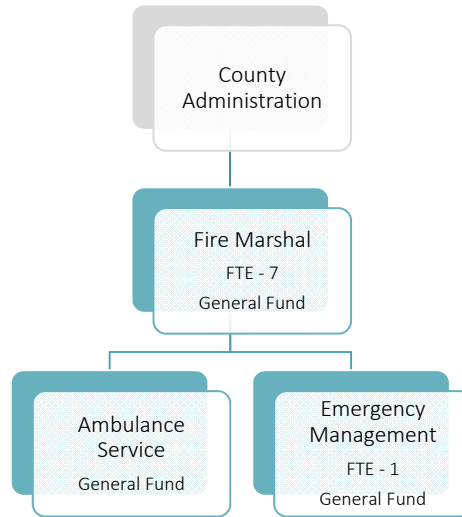 County
Administration
Fire Marshal
FTE - 7
General Fund
Ambulance
Service
General Fund
Emergency
Management
FTE - 1
General Fund